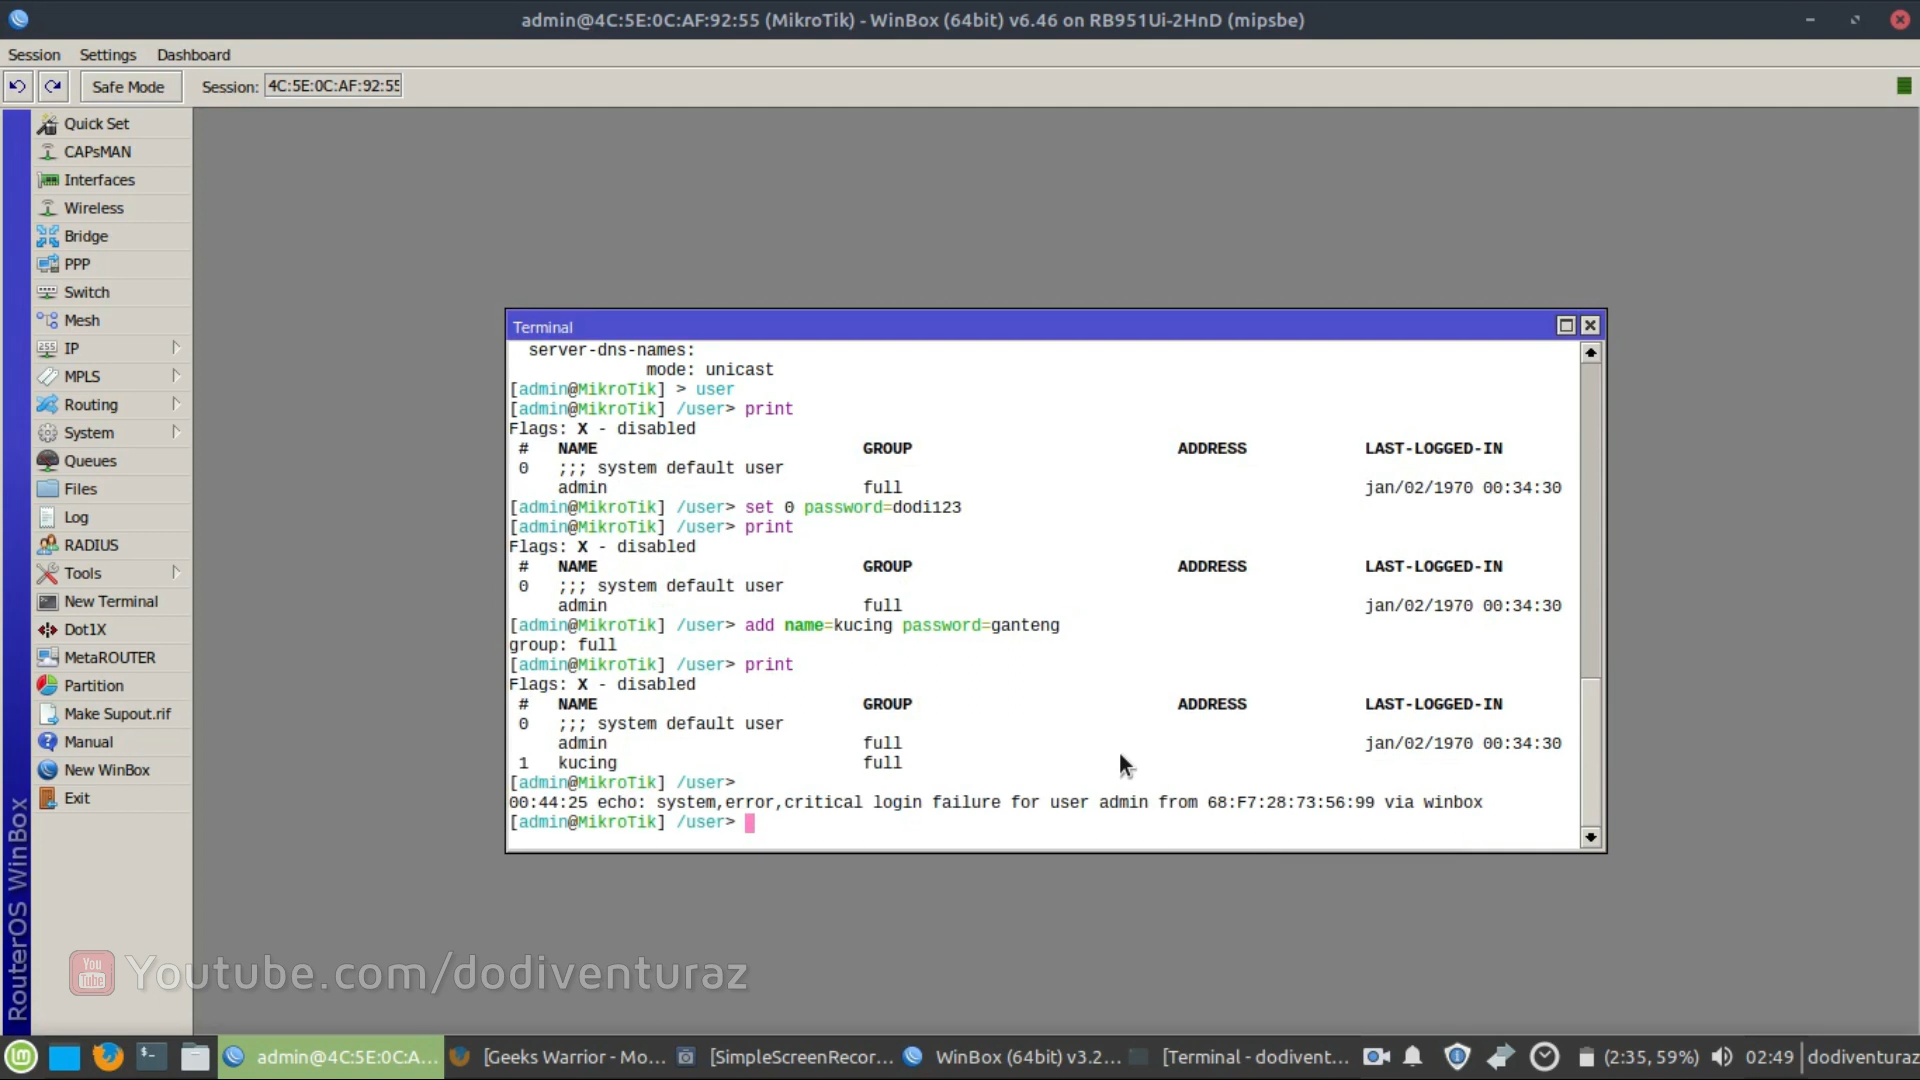 admin@4C:5E:0C:AF:92:55 (MikroTik) - WinBox (64bit) v6.46 on RB951Ui-2HnD (mipsbe)
Session Settings Dashboard
Safe Mode Session: 4C:5E:0C:AF:92:55
Quick Set
CAPsMAN
Interfaces
Wireless
Bridge
PPP
Switch
Mesh
IP
MPLS
Routing
System
Queues
Files
Log
RADIUS
Tools
New Terminal
Dot1X
MetaROUTER
Partition
Make Supout.rif
Manual
New WinBox
Exit
RouterOS WinBox
Terminal
server-dns-names:
mode: unicast
[admin@MikroTik] > user
[admin@MikroTik] /user> print
Flags: X - disabled
# NAME GROUP ADDRESS LAST-LOGGED-IN
0 ;;; system default user
admin full jan/02/1970 00:34:30
[admin@MikroTik] /user> set 0 password=dodi123
[admin@MikroTik] /user> print
Flags: X - disabled
# NAME GROUP ADDRESS LAST-LOGGED-IN
0 ;;; system default user
admin full jan/02/1970 00:34:30
[admin@MikroTik] /user> add name=kucing password=ganteng
group: full
[admin@MikroTik] /user> print
Flags: X - disabled
# NAME GROUP ADDRESS LAST-LOGGED-IN
0 ;;; system default user
admin full jan/02/1970 00:34:30
1 kucing full
[admin@MikroTik] /user>
00:44:25 echo: system,error,critical login failure for user admin from 68:F7:28:73:56:99 via winbox
[admin@MikroTik] /user>
You Tube Youtube.com/dodiventuraz
admin@4C:5E:0C:A... [Geeks Warrior - Mo... [SimpleScreenRecor... WinBox (64bit) v3.2... [Terminal - dodivent... (2:35, 59%) 02:49 dodiventuraz